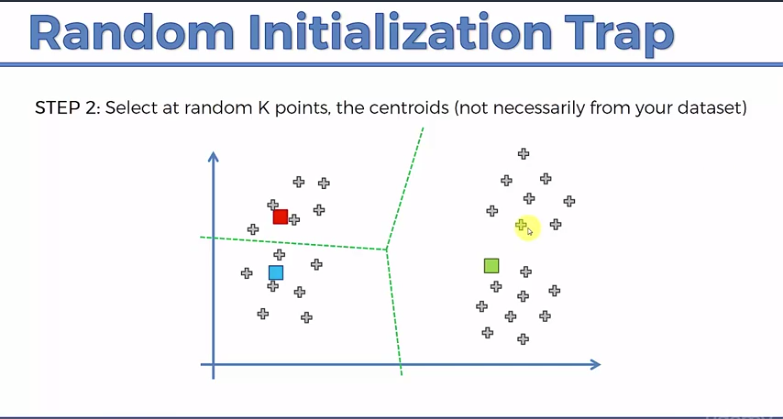 Random Initialization Trap
STEP 2: Select at random K points, the centroids (not necessarily from your dataset)